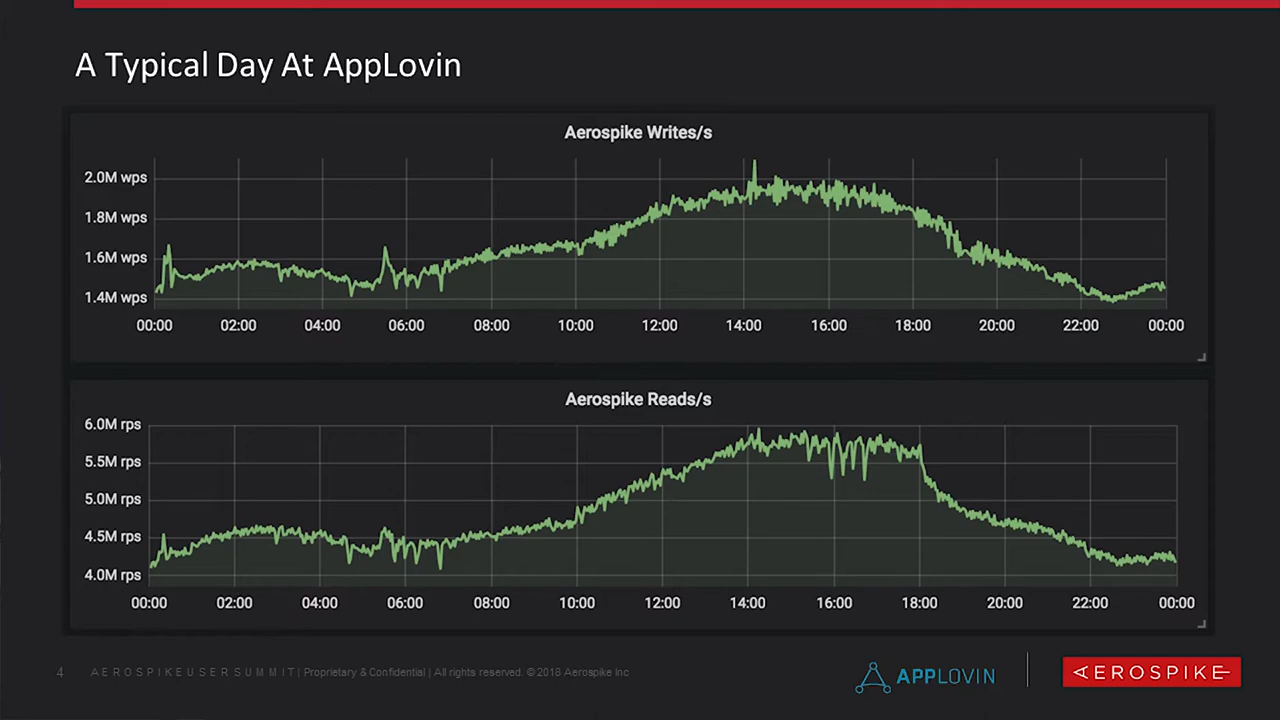 A Typical Day At AppLovin
Aerospike Writes/s
2.0M wps
1.8M wps
1.6M wps
1.4M wps
00:00 02:00 04:00 06:00 08:00 10:00 12:00 14:00 16:00 18:00 20:00 22:00 00:00
Aerospike Reads/s
6.0M rps
5.5M rps
5.0M rps
4.5M rps
4.0M rps
00:00 02:00 04:00 06:00 08:00 10:00 12:00 14:00 16:00 18:00 20:00 22:00 00:00
4 AEROSPIKE USER SUMMIT | Proprietary & Confidential | All rights reserved. © 2018 Aerospike Inc
APPLOVIN
AEROSPIKE